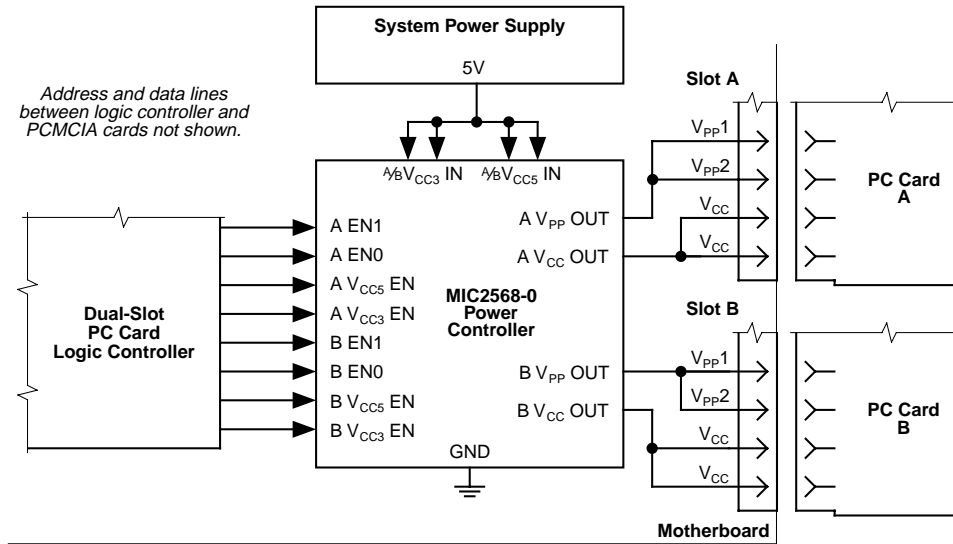 System Power Supply
5V
Address and data lines
between logic controller and
PCMCIA cards not shown.
A/BVCC3 IN
A/BVCC5 IN
Dual-Slot
PC Card
Logic Controller
A EN1
A EN0
A VCC5 EN
A VCC3 EN
B EN1
B EN0
B VCC5 EN
B VCC3 EN
MIC2568-0
Power
Controller
A VPP OUT
A VCC OUT
B VPP OUT
B VCC OUT
GND
Slot A
VPP1
VPP2
VCC
VCC
PC Card
A
Slot B
VPP1
VPP2
VCC
VCC
PC Card
B
Motherboard